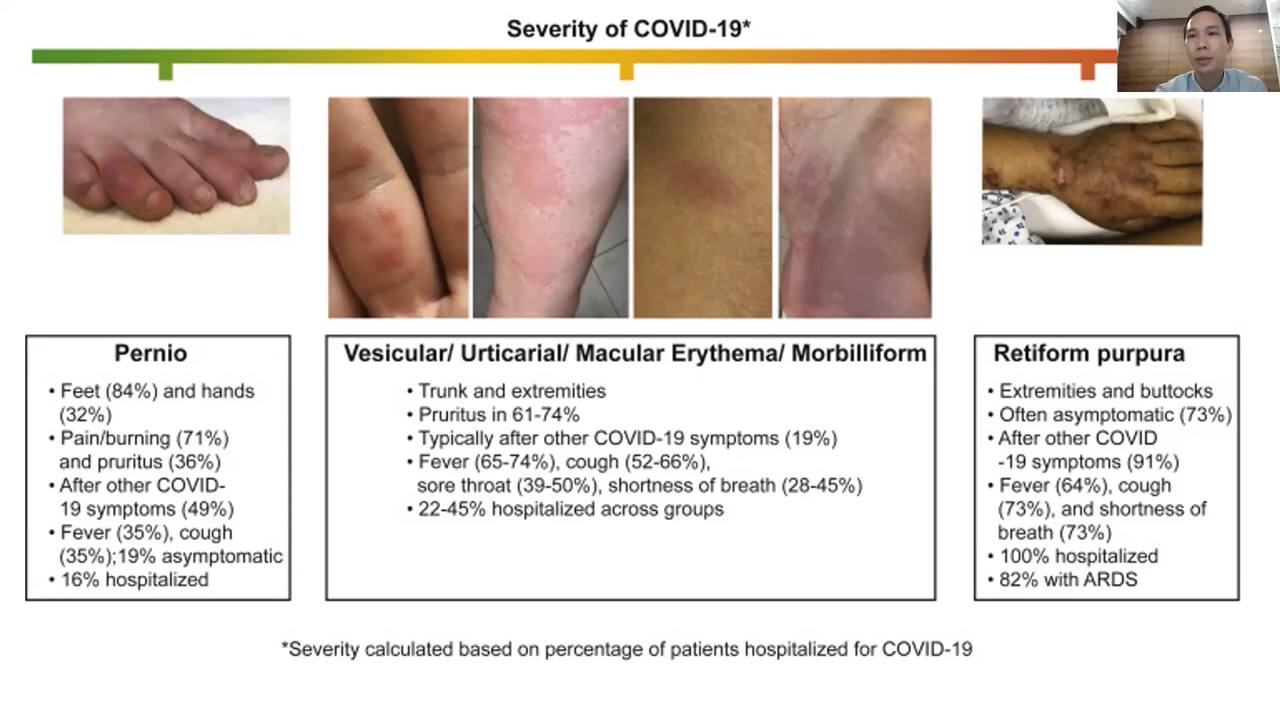 Severity of COVID-19*
Pernio
• Feet (84%) and hands
(32%)
• Pain/burning (71%)
and pruritus (36%)
• After other COVID-
19 symptoms (49%)
• Fever (35%), cough
(35%);19% asymptomatic
• 16% hospitalized
Vesicular/ Urticarial/ Macular Erythema/ Morbilliform
• Trunk and extremities
• Pruritus in 61-74%
• Typically after other COVID-19 symptoms (19%)
• Fever (65-74%), cough (52-66%),
sore throat (39-50%), shortness of breath (28-45%)
• 22-45% hospitalized across groups
Retiform purpura
• Extremities and buttocks
• Often asymptomatic (73%)
• After other COVID
-19 symptoms (91%)
• Fever (64%), cough
(73%), and shortness of
breath (73%)
• 100% hospitalized
• 82% with ARDS
*Severity calculated based on percentage of patients hospitalized for COVID-19